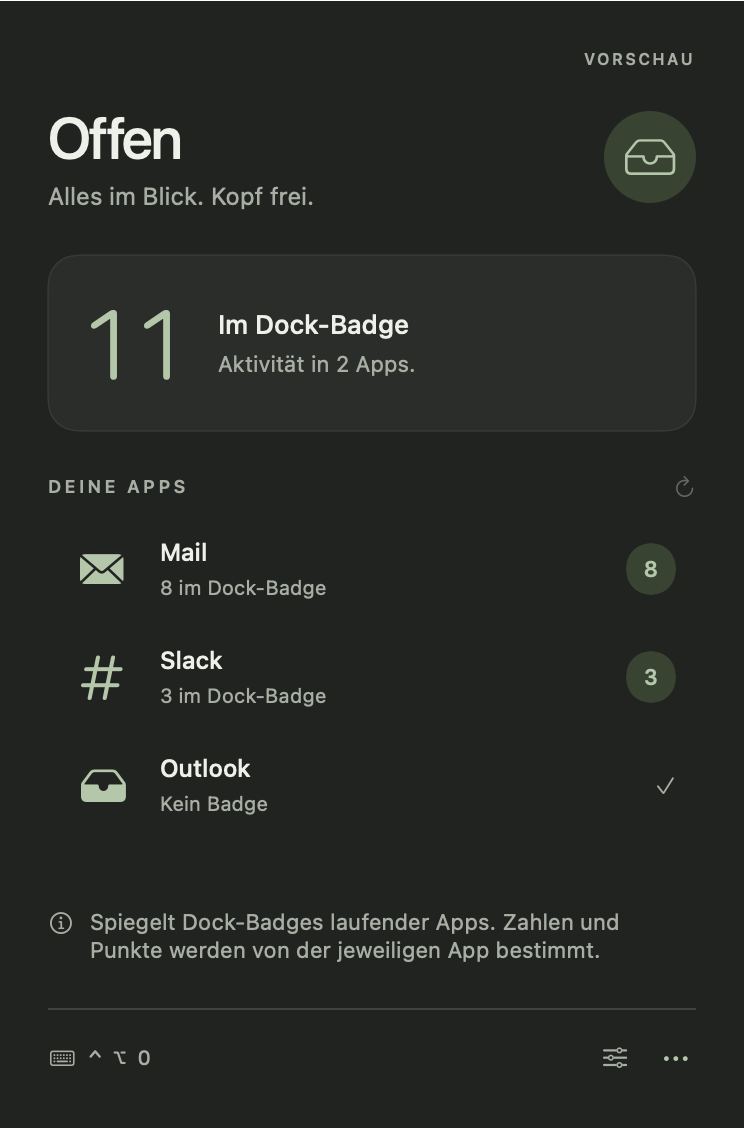 VORSCHAU
Offen
Alles im Blick. Kopf frei.
11
Im Dock-Badge
Aktivität in 2 Apps.
DEINE APPS
Mail
8 im Dock-Badge
8
Slack
3 im Dock-Badge
3
Outlook
Kein Badge
Spiegelt Dock-Badges laufender Apps. Zahlen und
Punkte werden von der jeweiligen App bestimmt.
^ ⌥ O